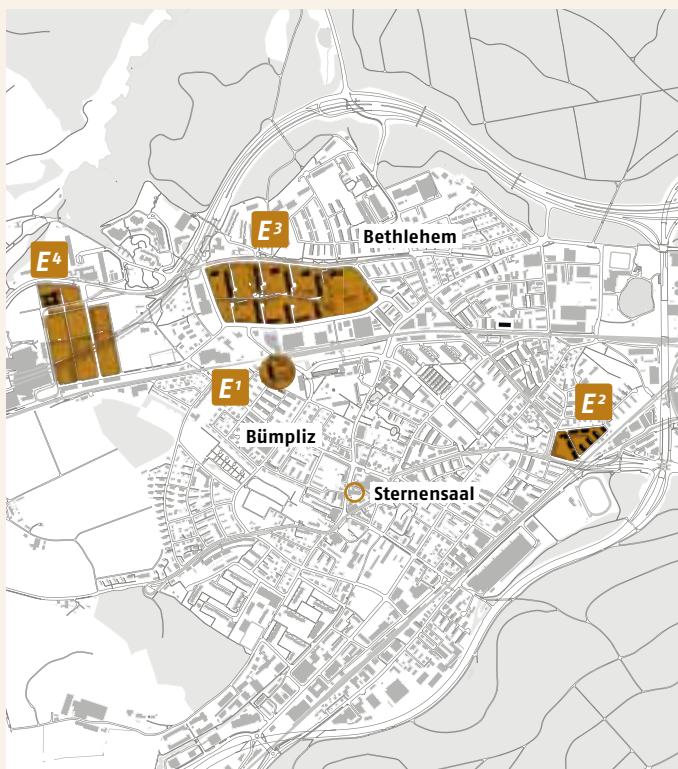 E³
Bethlehem
E⁴
E¹
E²
Bümpliz
Sternensaal